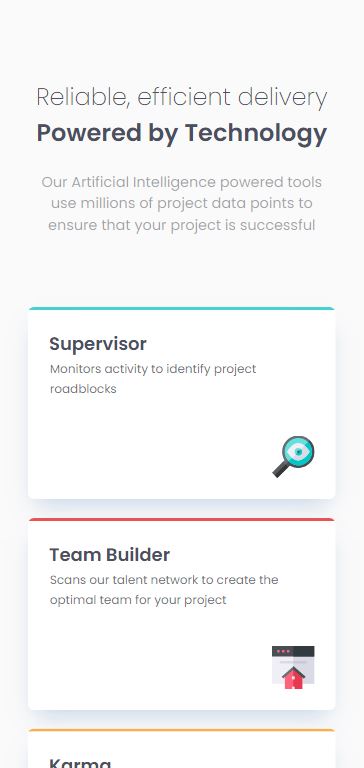 Reliable, efficient delivery
Powered by Technology
Our Artificial Intelligence powered tools
use millions of project data points to
ensure that your project is successful
Supervisor
Monitors activity to identify project
roadblocks
Team Builder
Scans our talent network to create the
optimal team for your project
Karma